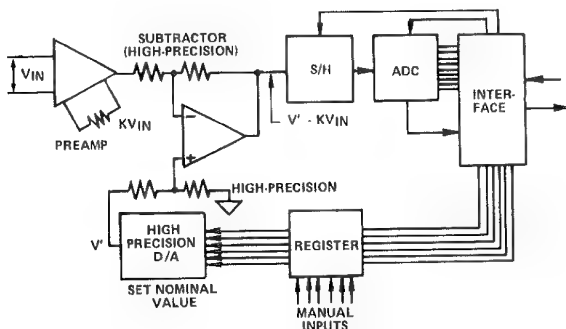 SUBTRACTOR
(HIGH-PRECISION)
VIN
KVIN
PREAMP
S/H
ADC
INTER-
FACE
V' - KVIN
−
+
HIGH-PRECISION
V'
HIGH
PRECISION
D/A
SET NOMINAL
VALUE
REGISTER
MANUAL
INPUTS